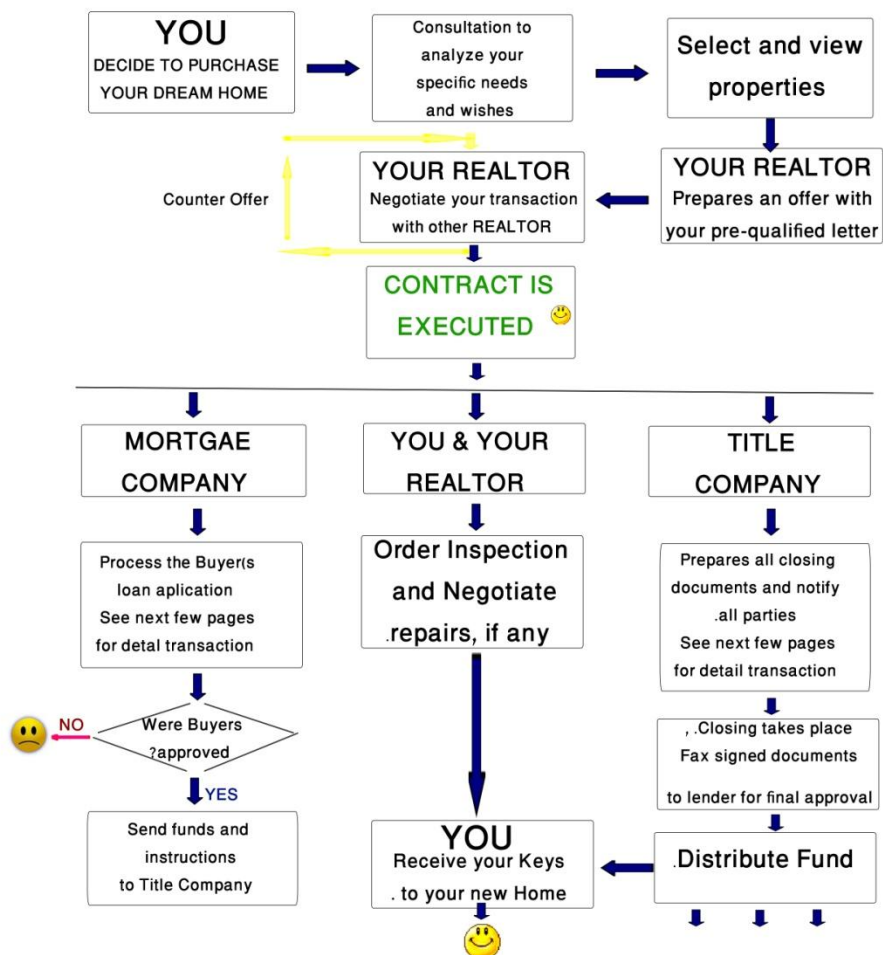 YOU
DECIDE TO PURCHASE
YOUR DREAM HOME
Consultation to
analyze your
specific needs
and wishes
Select and view
properties
YOUR REALTOR
Prepares an offer with
your pre-qualified letter
YOUR REALTOR
Negotiate your transaction
with other REALTOR
Counter Offer
CONTRACT IS
EXECUTED
MORTGAE
COMPANY
Process the Buyer(s
loan aplication
See next few pages
for detal transaction
Were Buyers
?approved
NO
YES
Send funds and
instructions
to Title Company
YOU & YOUR
REALTOR
Order Inspection
and Negotiate
.repairs, if any
YOU
Receive your Keys
. to your new Home
TITLE
COMPANY
Prepares all closing
documents and notify
.all parties
See next few pages
for detail transaction
, .Closing takes place
Fax signed documents
to lender for final approval
.Distribute Fund